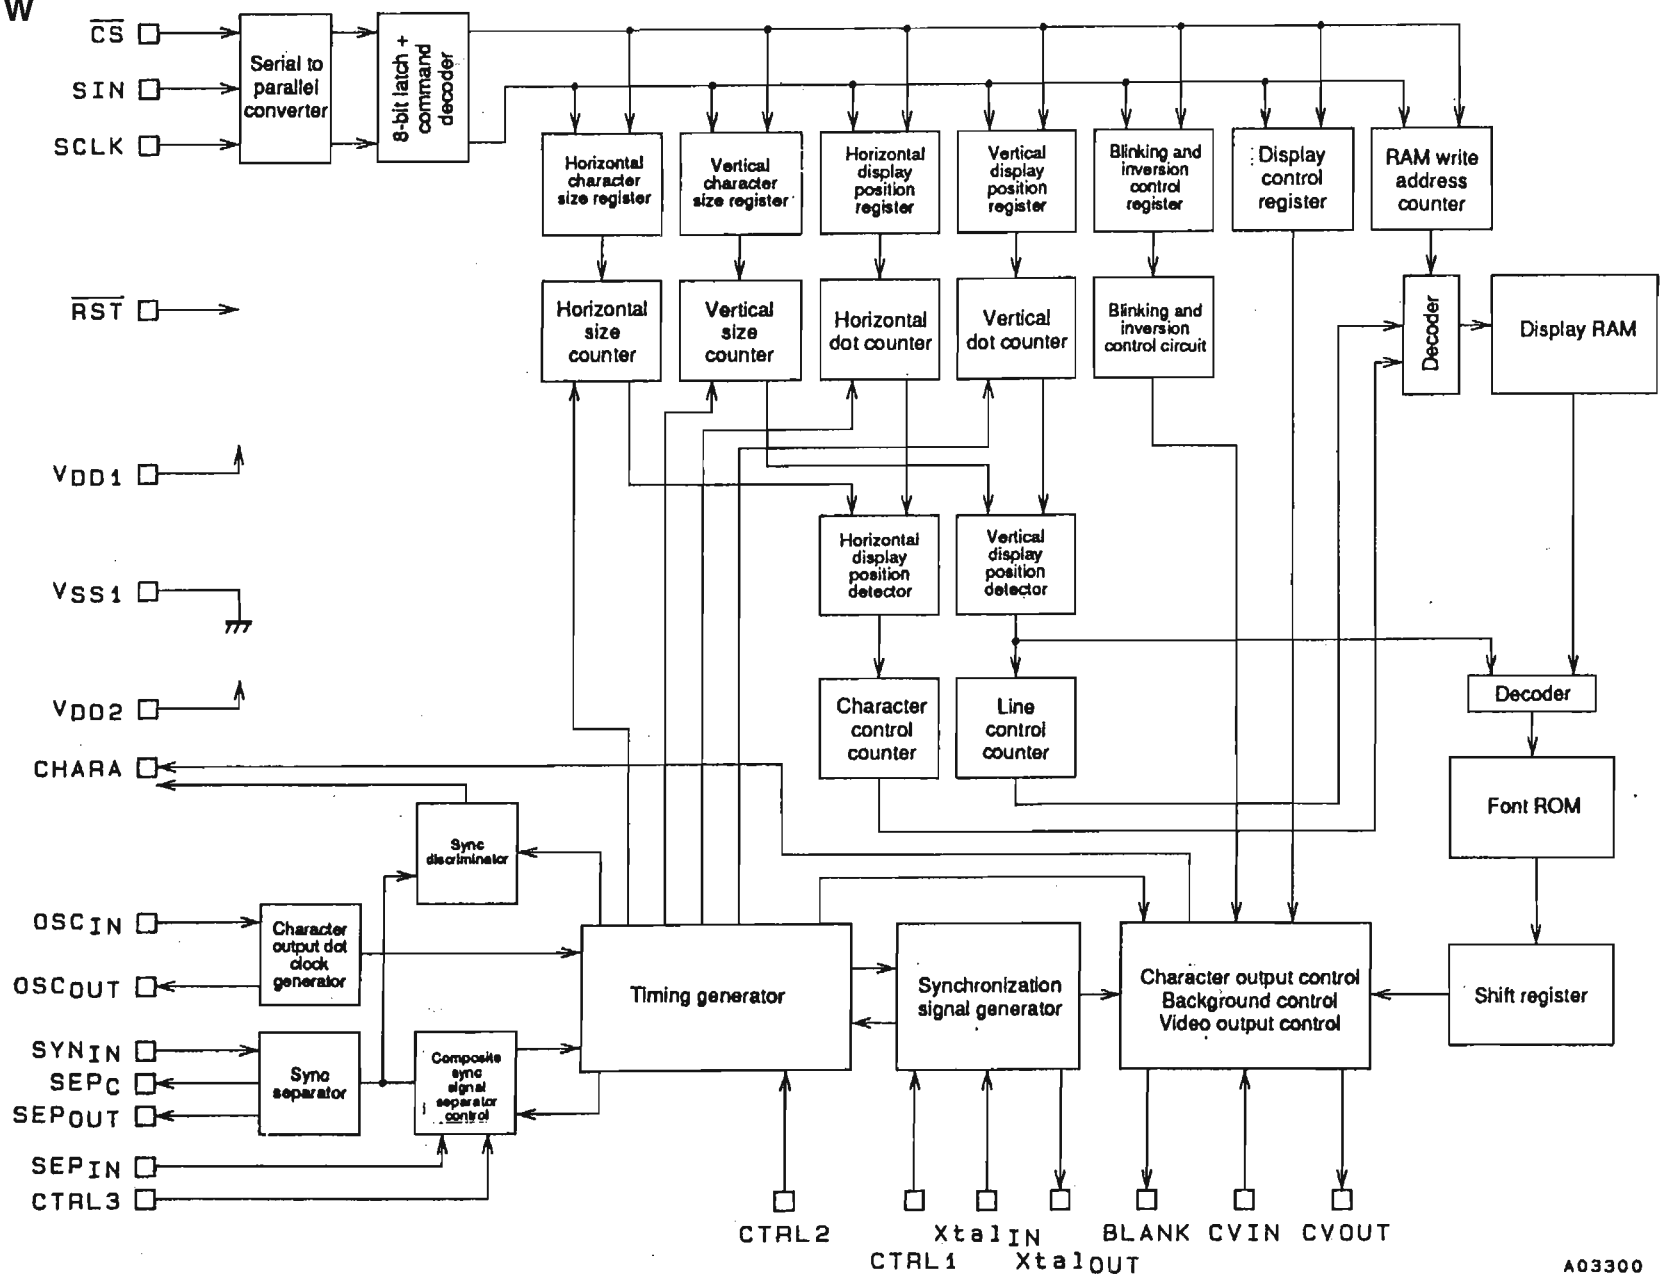 W
CS
SIN
SCLK
Serial to
parallel
converter
8-bit latch +
command
decoder
Horizontal
character
size register
Vertical
character
size register
Horizontal
display
position
register
Vertical
display
position
register
Blinking and
inversion
control
register
Display
control
register
RAM write
address
counter
RST
Horizontal
size
counter
Vertical
size
counter
Horizontal
dot counter
Vertical
dot counter
Blinking and
inversion
control circuit
Decoder
Display RAM
VDD1
VSS1
VDD2
Horizontal
display
position
detector
Vertical
display
position
detector
Decoder
Character
control
counter
Line
control
counter
CHARA
Font ROM
Sync
discriminator
OSCIN
OSCOUT
Character
output dot
clock
generator
Timing generator
Synchronization
signal generator
Character output control
Background control
Video output control
Shift register
SYNIN
SEPC
SEPOUT
SEPIN
CTRL3
Sync
separator
Composite
sync
signal
separator
control
CTRL2
XtalIN
BLANK CVIN CVOUT
CTRL1 XtalOUT
A03300